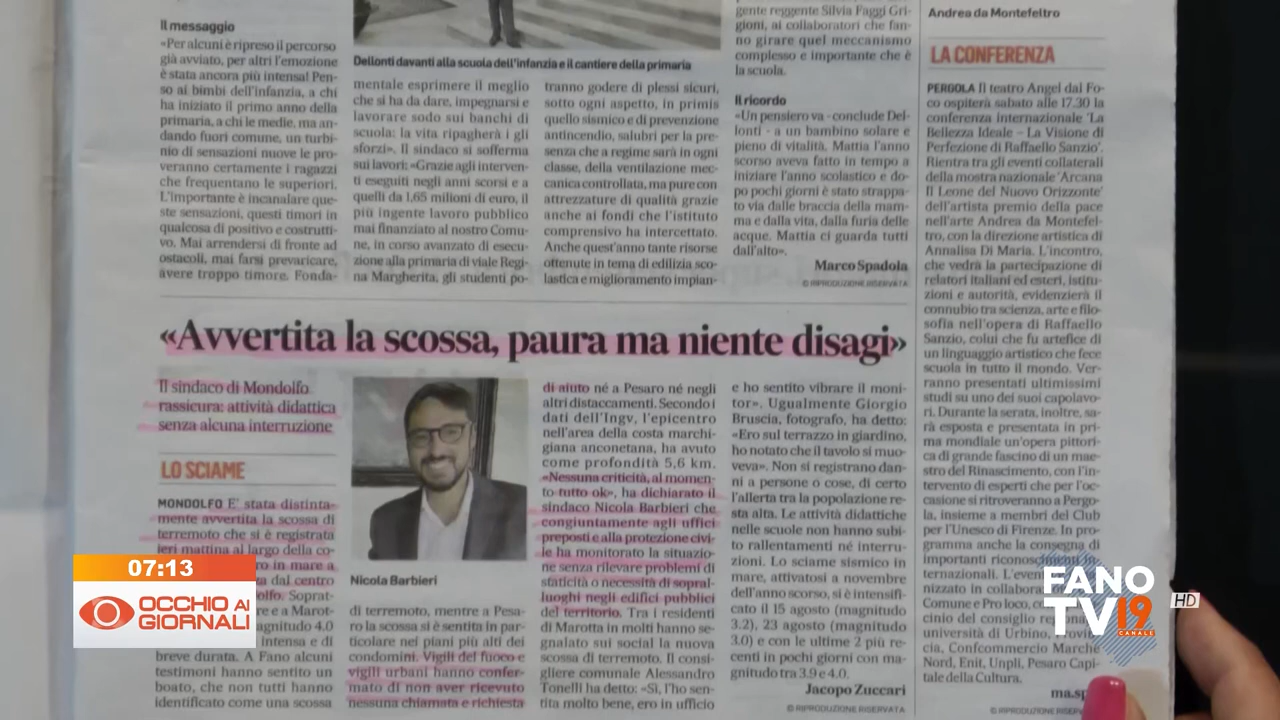 Il messaggio
«Per alcuni è ripreso il percorso
già avviato, per altri l'emozione
è stata ancora più intensa! Pen-
so ai bimbi dell'infanzia, a chi
ha iniziato il primo anno della
primaria, a chi le medie, ma an-
dando fuori comune, un turbi-
nio di sensazioni nuove le pro-
veranno certamente i ragazzi
che frequentano le superiori.
L'importante è incanalare que-
ste sensazioni, questi timori in
qualcosa di positivo e costrutti-
vo. Mai arrendersi di fronte ad
ostacoli, mai farsi prevaricare,
avere troppo timore. Fonda-
Dellonti davanti alla scuola dell'infanzia e il cantiere della primaria
mentale esprimere il meglio
che si ha da dare, impegnarsi e
lavorare sodo sui banchi di
scuola: la vita ripagherà i gli
sforzi». Il sindaco si sofferma
sui lavori: «Grazie agli interven-
ti eseguiti negli anni scorsi e a
quelli da 1,65 milioni di euro, il
più ingente lavoro pubblico
mai finanziato al nostro Comu-
ne, in corso avanzato di esecu-
zione alla primaria di viale Regi-
na Margherita, gli studenti po-
tranno godere di plessi sicuri,
sotto ogni aspetto, in primis
quello sismico e di prevenzione
antincendio, salubri per la pre-
senza che a regime sarà in ogni
classe, della ventilazione mec-
canica controllata, ma pure con
attrezzature di qualità grazie
anche ai fondi che l'istituto
comprensivo ha intercettato.
Anche quest'anno tante risorse
ottenute in tema di edilizia sco-
lastica e miglioramento impian-
gente reggente Silvia Faggi Gri-
gioni, ai collaboratori che fan-
no girare quel meccanismo
complesso e importante che è
la scuola.
Il ricordo
«Un pensiero va - conclude Del-
lonti - a un bambino solare e
pieno di vitalità. Mattia l'anno
scorso aveva fatto in tempo a
iniziare l'anno scolastico e do-
po pochi giorni è stato strappa-
to via dalle braccia della mam-
ma e dalla vita, dalla furia delle
acque. Mattia ci guarda tutti
dall'alto».
Marco Spadola
© RIPRODUZIONE RISERVATA
«Avvertita la scossa, paura ma niente disagi»
Il sindaco di Mondolfo
rassicura: attività didattica
senza alcuna interruzione
LO SCIAME
MONDOLFO E' stata distinta-
mente avvertita la scossa di
terremoto che si è registrata
ieri mattina al largo della co-
ro in mare a
za dal centro
olfo. Soprat-
re e a Marot-
agnitudo 4.0
intensa e di
breve durata. A Fano alcuni
testimoni hanno sentito un
boato, che non tutti hanno
identificato come una scossa
Nicola Barbieri
di terremoto, mentre a Pesa-
ro la scossa si è sentita in par-
ticolare nei piani più alti dei
condomini. Vigili del fuoco e
vigili urbani hanno confer-
mato di non aver ricevuto
nessuna chiamata e richiesta
di aiuto né a Pesaro né negli
altri distaccamenti. Secondo i
dati dell'Ingv, l'epicentro
nell'area della costa marchi-
giana anconetana, ha avuto
come profondità 5,6 km.
«Nessuna criticità, al momen-
to tutto ok», ha dichiarato il
sindaco Nicola Barbieri che
congiuntamente agli uffici
preposti e alla protezione civi-
le ha monitorato la situazio-
ne senza rilevare problemi di
staticità o necessità di sopral-
luoghi negli edifici pubblici
del territorio. Tra i residenti
di Marotta in molti hanno se-
gnalato sui social la nuova
scossa di terremoto. Il consi-
gliere comunale Alessandro
Tonelli ha detto: «Sì, l'ho sen-
tita molto bene, ero in ufficio
e ho sentito vibrare il moni-
tor». Ugualmente Giorgio
Bruscia, fotografo, ha detto:
«Ero sul terrazzo in giardino,
ho notato che il tavolo si muo-
veva». Non si registrano dan-
ni a persone o cose, di certo
l'allerta tra la popolazione re-
sta alta. Le attività didattiche
nelle scuole non hanno subi-
to rallentamenti né interru-
zioni. Lo sciame sismico in
mare, attivatosi a novembre
dell'anno scorso, si è intensifi-
cato il 15 agosto (magnitudo
3.2), 23 agosto (magnitudo
3.0) e con le ultime 2 più re-
centi in pochi giorni con ma-
gnitudo tra 3.9 e 4.0.
Jacopo Zuccari
© RIPRODUZIONE RISERVATA
Andrea da Montefeltro
LA CONFERENZA
PERGOLA Il teatro Angel dal Fo-
co ospiterà sabato alle 17.30 la
conferenza internazionale 'La
Bellezza Ideale – La Visione di
Perfezione di Raffaello Sanzio'.
Rientra tra gli eventi collaterali
della mostra nazionale 'Arcana
Il Leone del Nuovo Orizzonte'
dell'artista premio della pace
nell'arte Andrea da Montefel-
tro, con la direzione artistica di
Annalisa Di Maria. L'incontro,
che vedrà la partecipazione di
relatori italiani ed esteri, istitu-
zioni e autorità, evidenzierà il
connubio tra scienza, arte e filo-
sofia nell'opera di Raffaello
Sanzio, colui che fu artefice di
un linguaggio artistico che fece
scuola in tutto il mondo. Ver-
ranno presentati ultimissimi
studi su uno dei suoi capolavo-
ri. Durante la serata, inoltre, sa-
rà esposta e presentata in pri-
ma mondiale un'opera pittori-
ca di grande fascino di un mae-
stro del Rinascimento, con l'in-
tervento di esperti che per l'oc-
casione si ritroveranno a Pergo-
la, insieme a membri del Club
per l'Unesco di Firenze. In pro-
gramma anche la consegna di
importanti riconoscimenti in-
ternazionali. L'even
nizzato in collabora
Comune e Pro loco, c
cinio del consiglio regionale,
università di Urbino,
cia, Confcommercio Marche
Nord, Enit, Unpli, Pesaro Capi-
tale della Cultura.
ma.sp
© RIPRODUZIONE RISERV
07:13
OCCHIO AI
GIORNALI
FANO
TV19
CANALE
HD